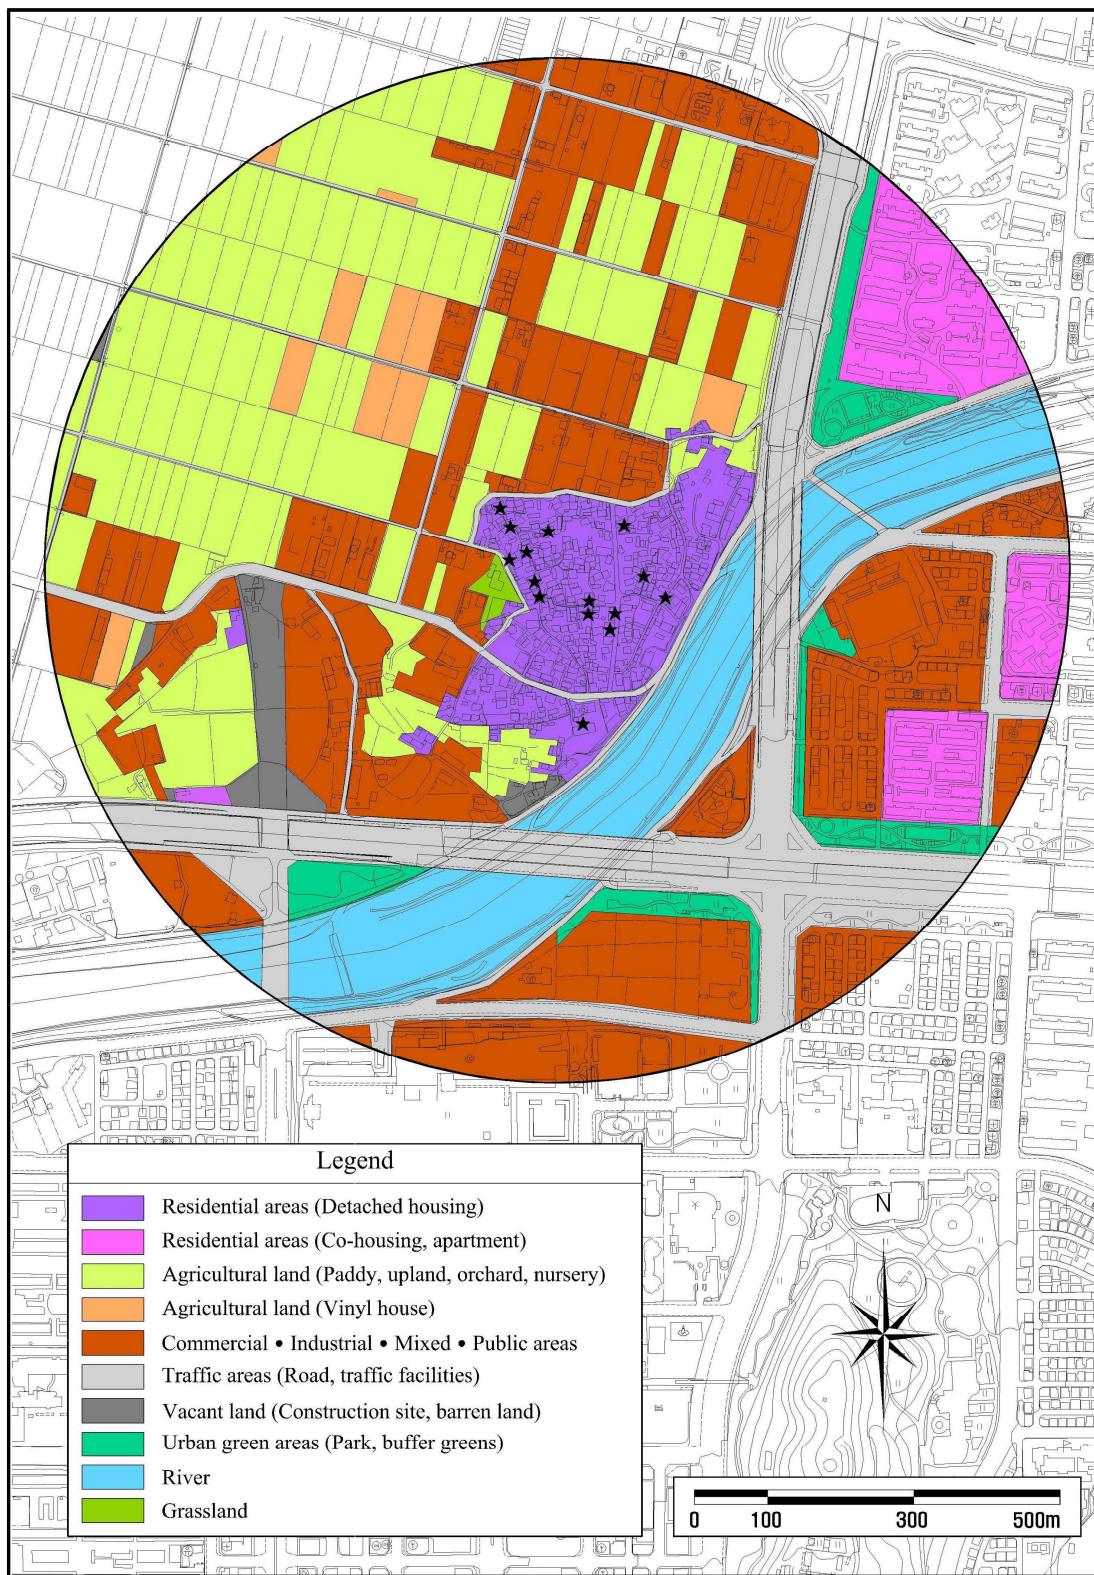 Legend
Residential areas (Detached housing)
Residential areas (Co-housing, apartment)
Agricultural land (Paddy, upland, orchard, nursery)
Agricultural land (Vinyl house)
Commercial • Industrial • Mixed • Public areas
Traffic areas (Road, traffic facilities)
Vacant land (Construction site, barren land)
Urban green areas (Park, buffer greens)
River
Grassland
N
0 100 300 500m